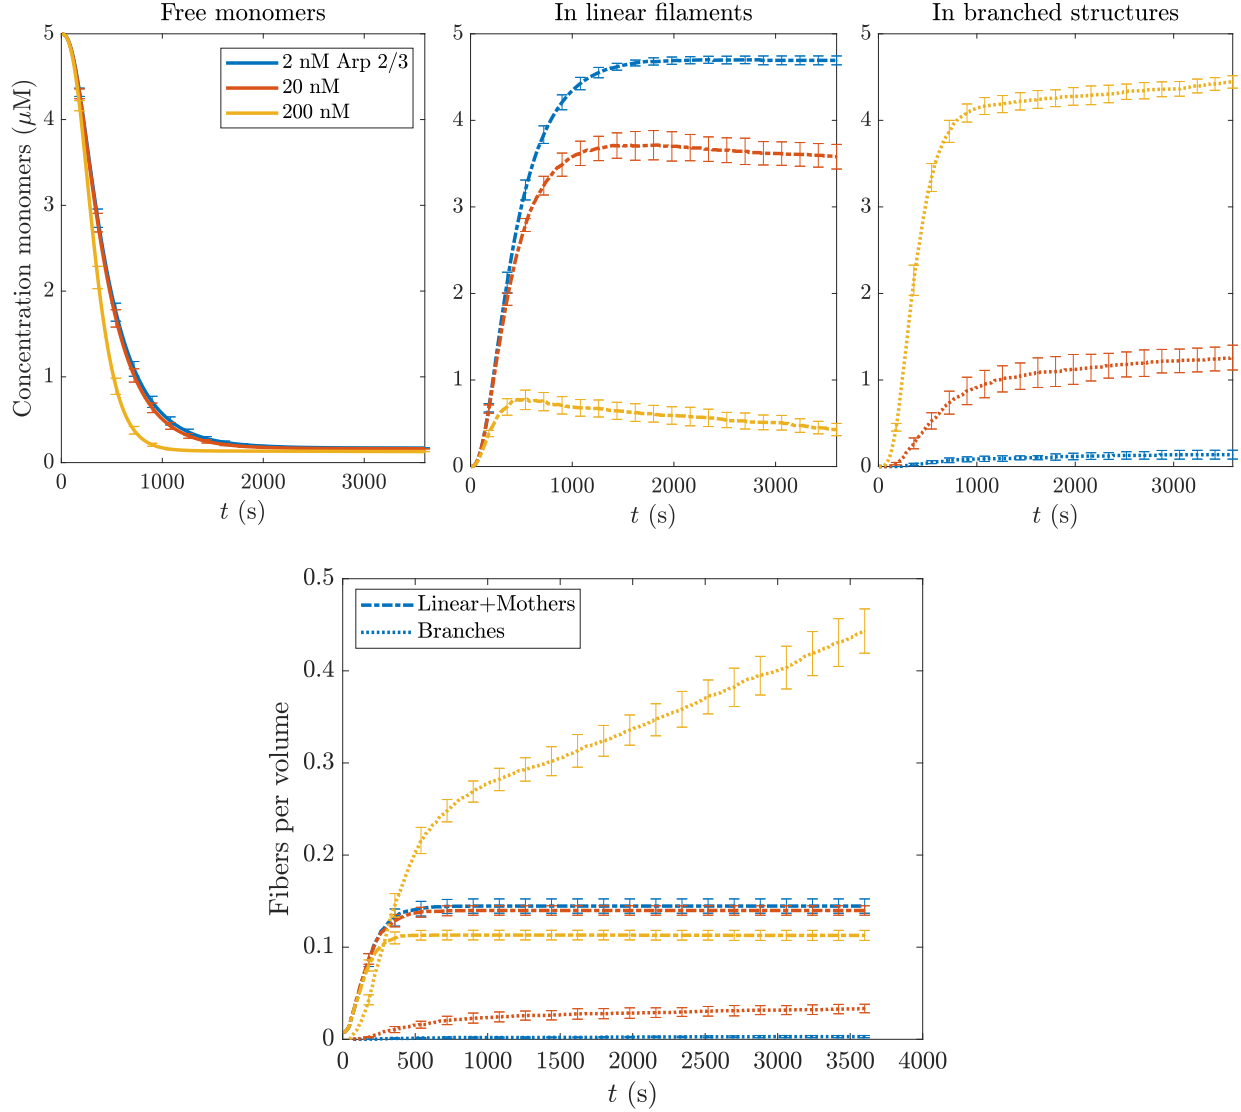 Free monomers
In linear filaments
In branched structures
Concentration monomers (μM)
5
4
3
2
1
0
2 nM Arp 2/3
20 nM
200 nM
0 1000 2000 3000
t (s)
5
4
3
2
1
0
0 1000 2000 3000
t (s)
5
4
3
2
1
0
0 1000 2000 3000
t (s)
Fibers per volume
0.5
0.4
0.3
0.2
0.1
0
Linear+Mothers
Branches
0 500 1000 1500 2000 2500 3000 3500 4000
t (s)